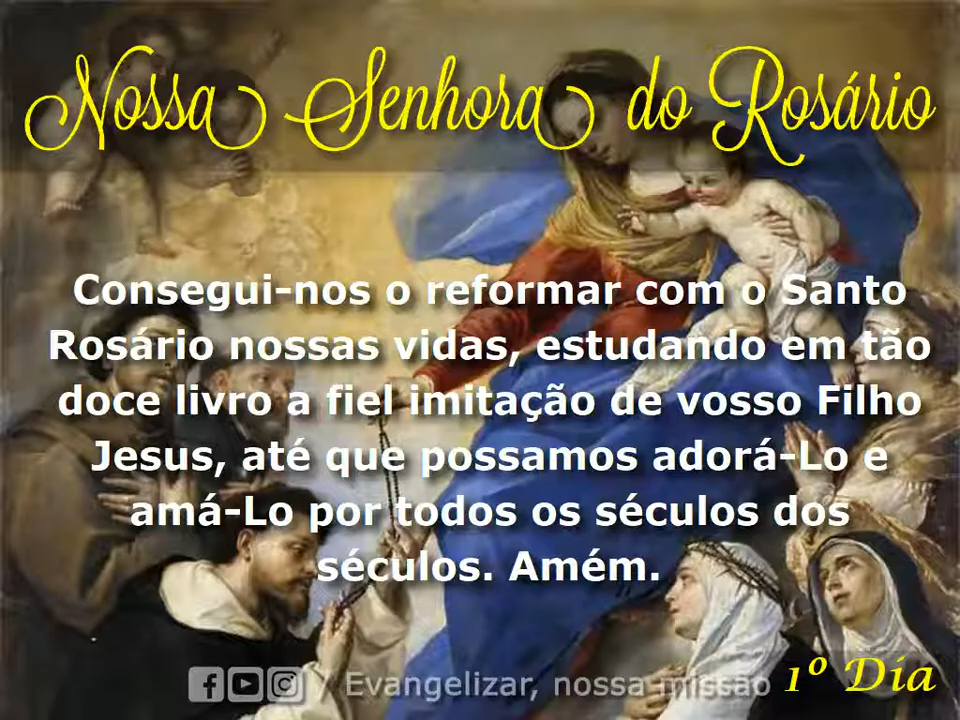 Nossa Senhora do Rosário
Consegui-nos o reformar com o Santo
Rosário nossas vidas, estudando em tão
doce livro a fiel imitação de vosso Filho
Jesus, até que possamos adorá-Lo e
amá-Lo por todos os séculos dos
séculos. Amém.
/ Evangelizar, nossa missão
1º Dia